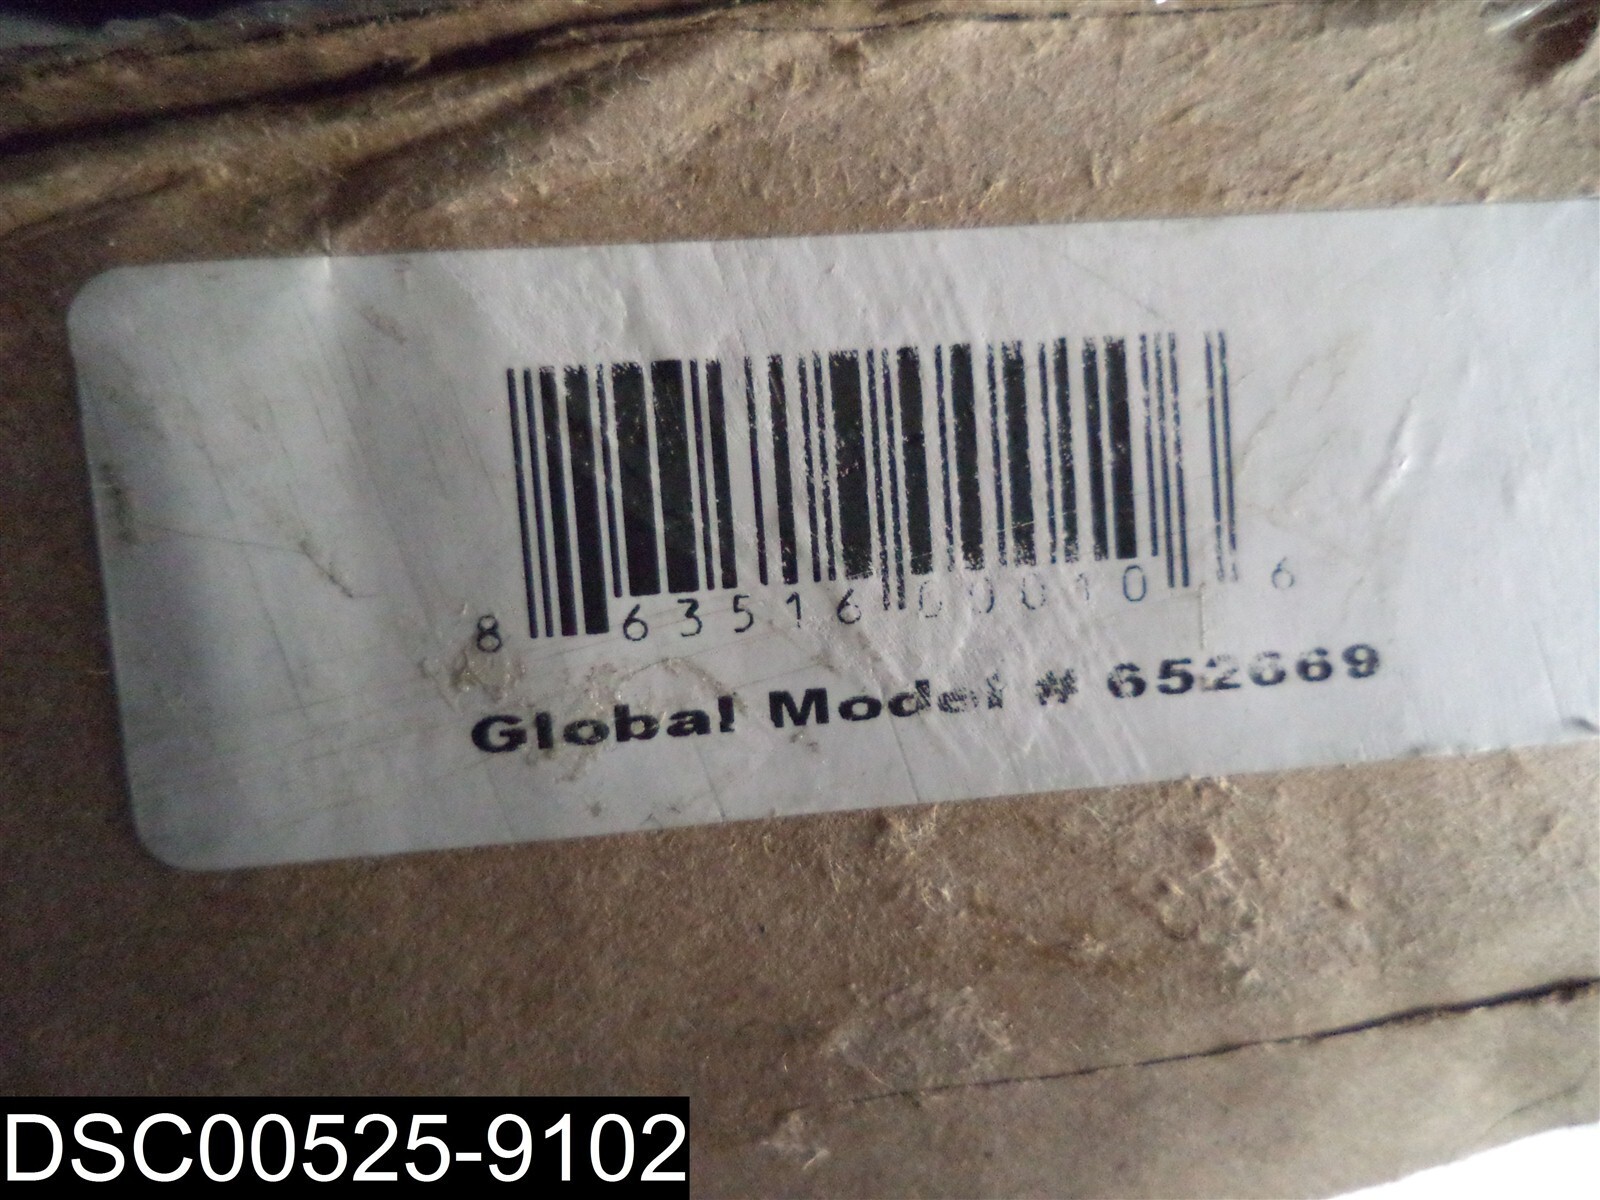 8 63516 00010 6
Global Model # 652669
DSC00525-9102